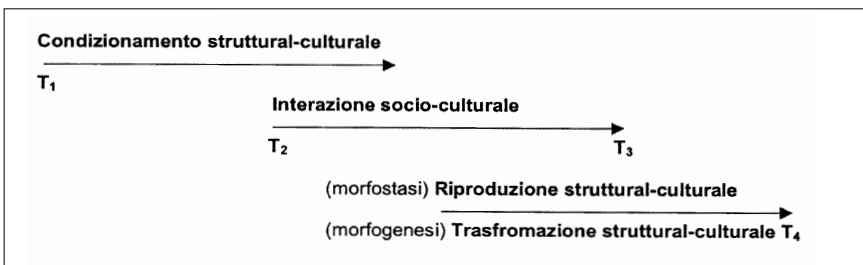 Condizionamento struttural-culturale
T₁
Interazione socio-culturale
T₂ T₃
(morfostasi) Riproduzione struttural-culturale
(morfogenesi) Trasfromazione struttural-culturale T₄